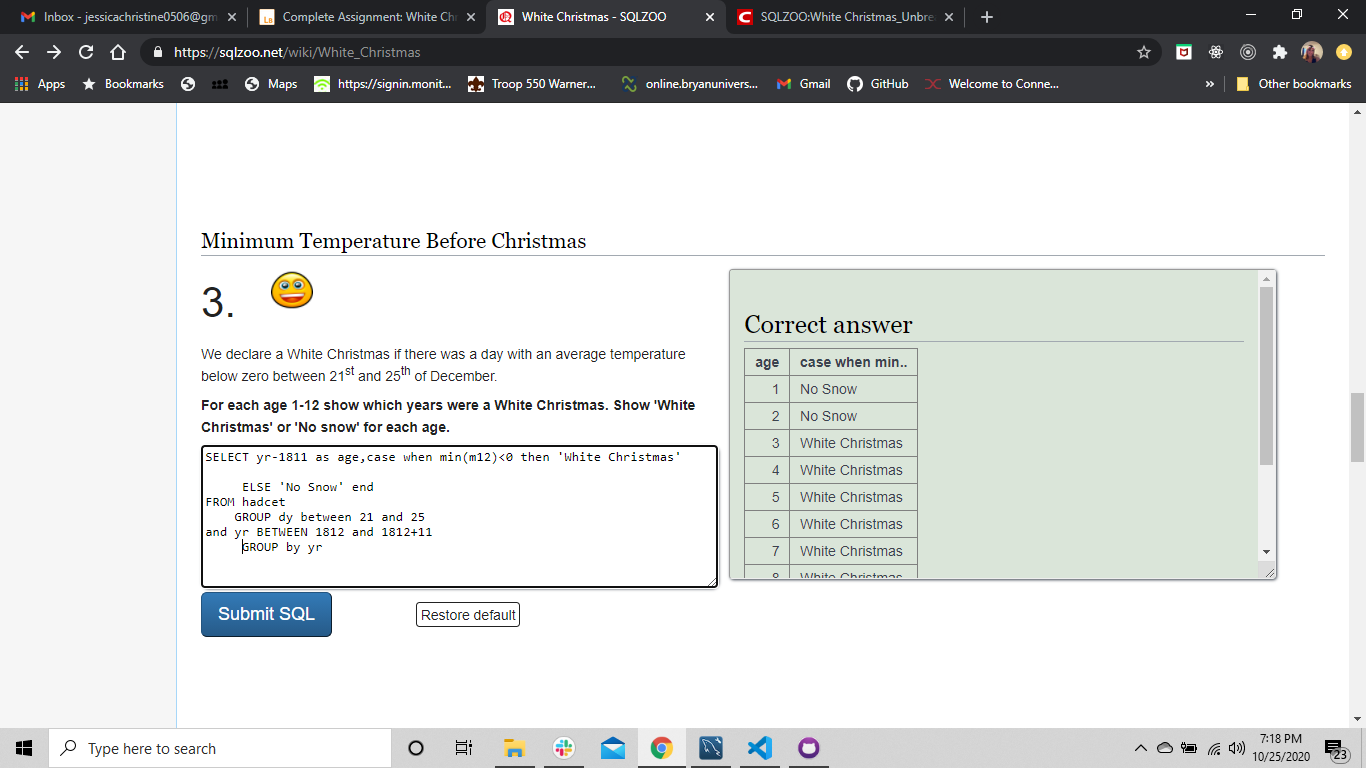 Inbox - jessicachristine0506@gm
Complete Assignment: White Chr
White Christmas - SQLZOO
SQLZOO:White Christmas_Unbre
https://sqlzoo.net/wiki/White_Christmas
Apps
Bookmarks
Maps
https://signin.monit...
Troop 550 Warner...
online.bryanunivers...
Gmail
GitHub
Welcome to Conne...
»
Other bookmarks
Minimum Temperature Before Christmas
3.
We declare a White Christmas if there was a day with an average temperature
below zero between 21st and 25th of December.
For each age 1-12 show which years were a White Christmas. Show 'White
Christmas' or 'No snow' for each age.
SELECT yr-1811 as age,case when min(m12)<0 then 'White Christmas'
ELSE 'No Snow' end
FROM hadcet
GROUP dy between 21 and 25
and yr BETWEEN 1812 and 1812+11
GROUP by yr
Submit SQL
Restore default
Correct answer
age case when min..
1 No Snow
2 No Snow
3 White Christmas
4 White Christmas
5 White Christmas
6 White Christmas
7 White Christmas
8 White Christmas
Type here to search
7:18 PM
10/25/2020
23